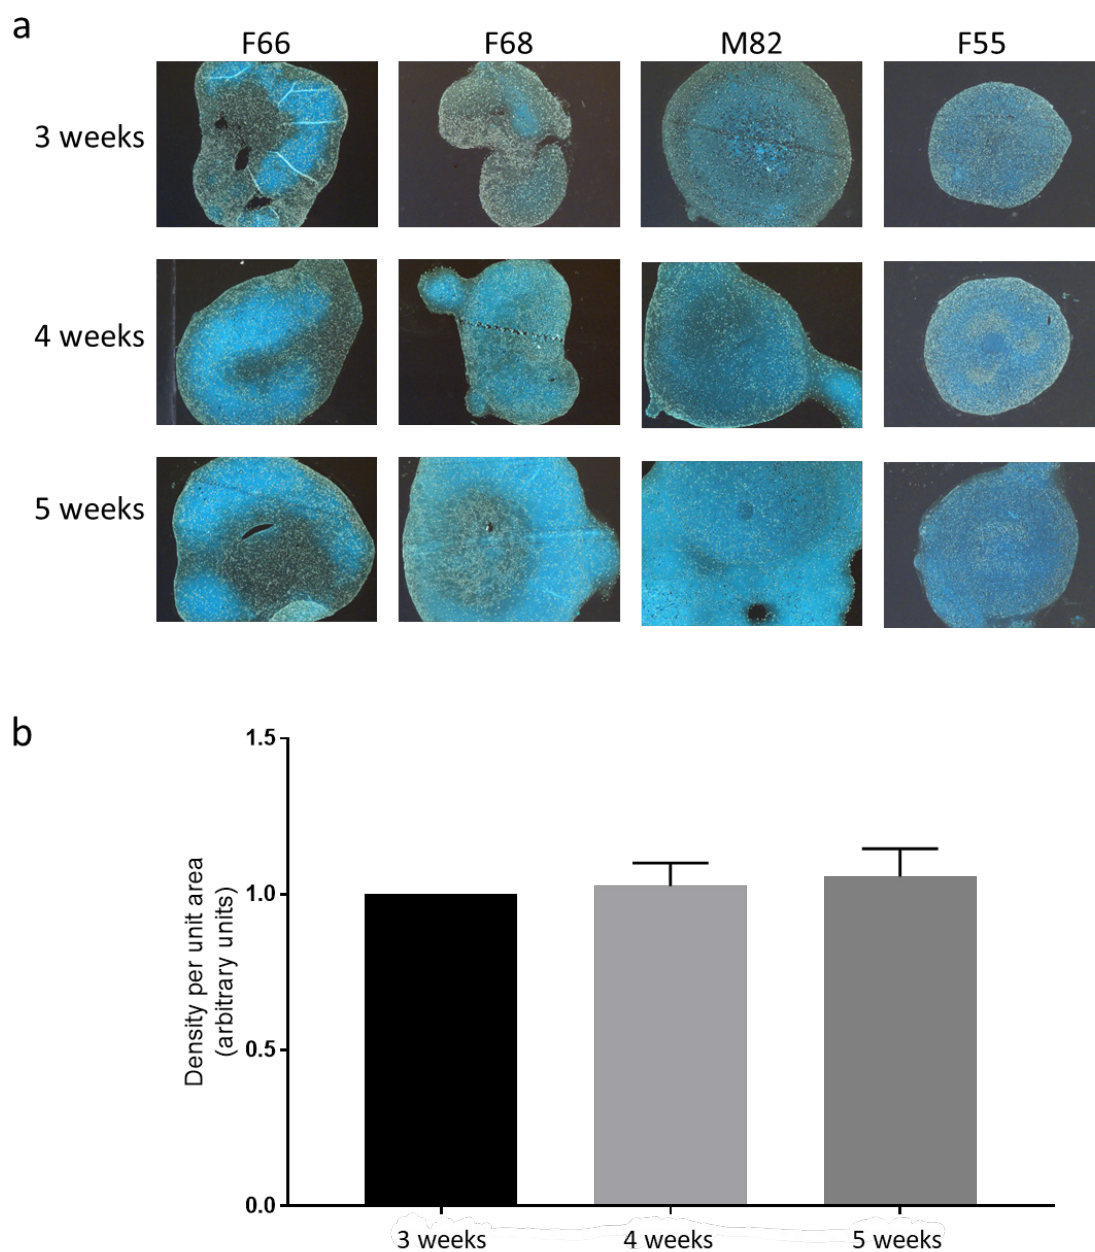 a
F66 F68 M82 F55
3 weeks
4 weeks
5 weeks
b
1.5
1.0
0.5
0.0
Density per unit area
(arbitrary units)
3 weeks 4 weeks 5 weeks